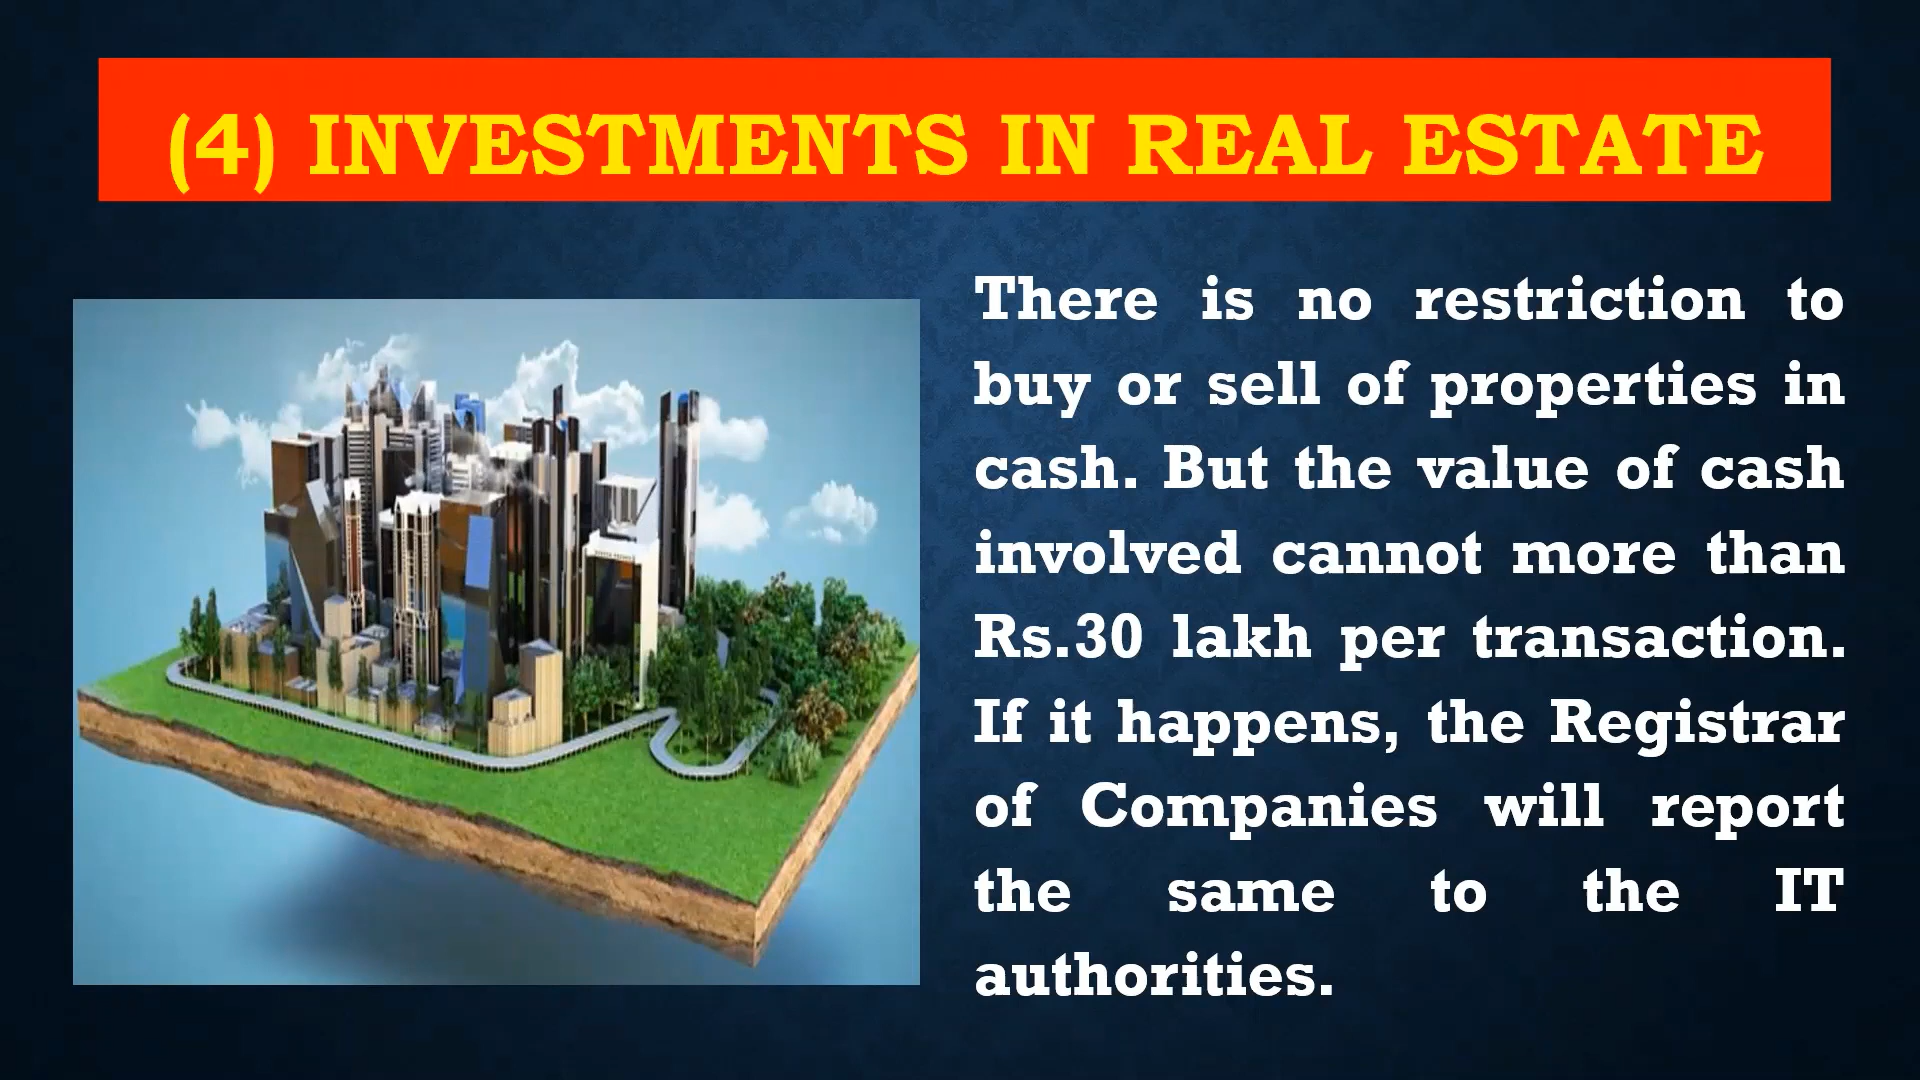 (4) INVESTMENTS IN REAL ESTATE
There is no restriction to
buy or sell of properties in
cash. But the value of cash
involved cannot more than
Rs.30 lakh per transaction.
If it happens, the Registrar
of Companies will report
the same to the IT
authorities.